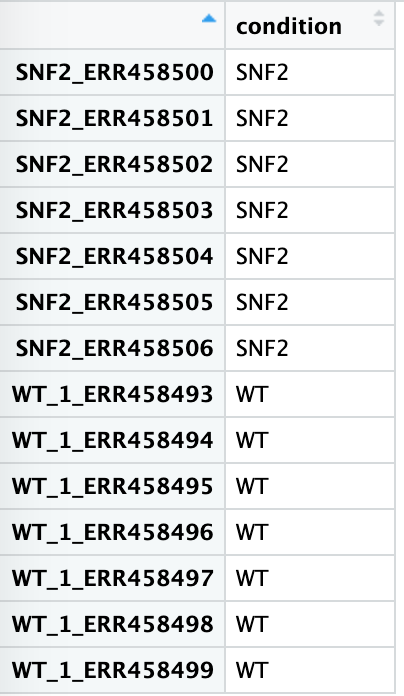 condition
SNF2_ERR458500 SNF2
SNF2_ERR458501 SNF2
SNF2_ERR458502 SNF2
SNF2_ERR458503 SNF2
SNF2_ERR458504 SNF2
SNF2_ERR458505 SNF2
SNF2_ERR458506 SNF2
WT_1_ERR458493 WT
WT_1_ERR458494 WT
WT_1_ERR458495 WT
WT_1_ERR458496 WT
WT_1_ERR458497 WT
WT_1_ERR458498 WT
WT_1_ERR458499 WT